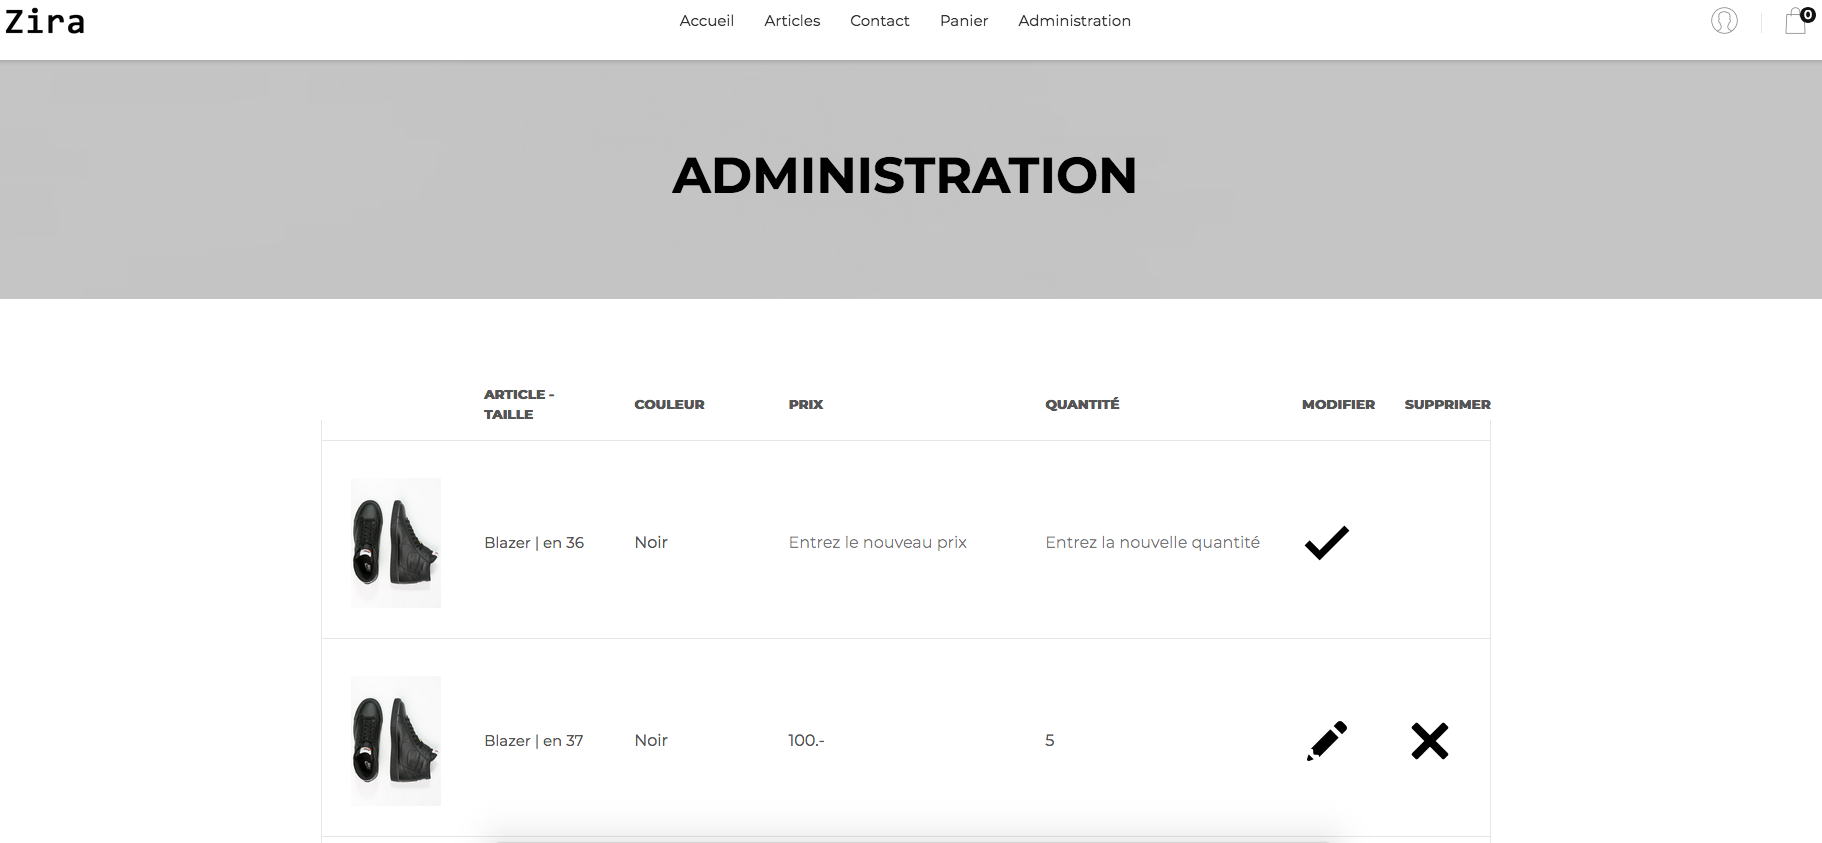 Zira
Accueil Articles Contact Panier Administration
0
ADMINISTRATION
ARTICLE - TAILLE COULEUR PRIX QUANTITÉ MODIFIER SUPPRIMER
Blazer | en 36 Noir Entrez le nouveau prix Entrez la nouvelle quantité
Blazer | en 37 Noir 100.- 5